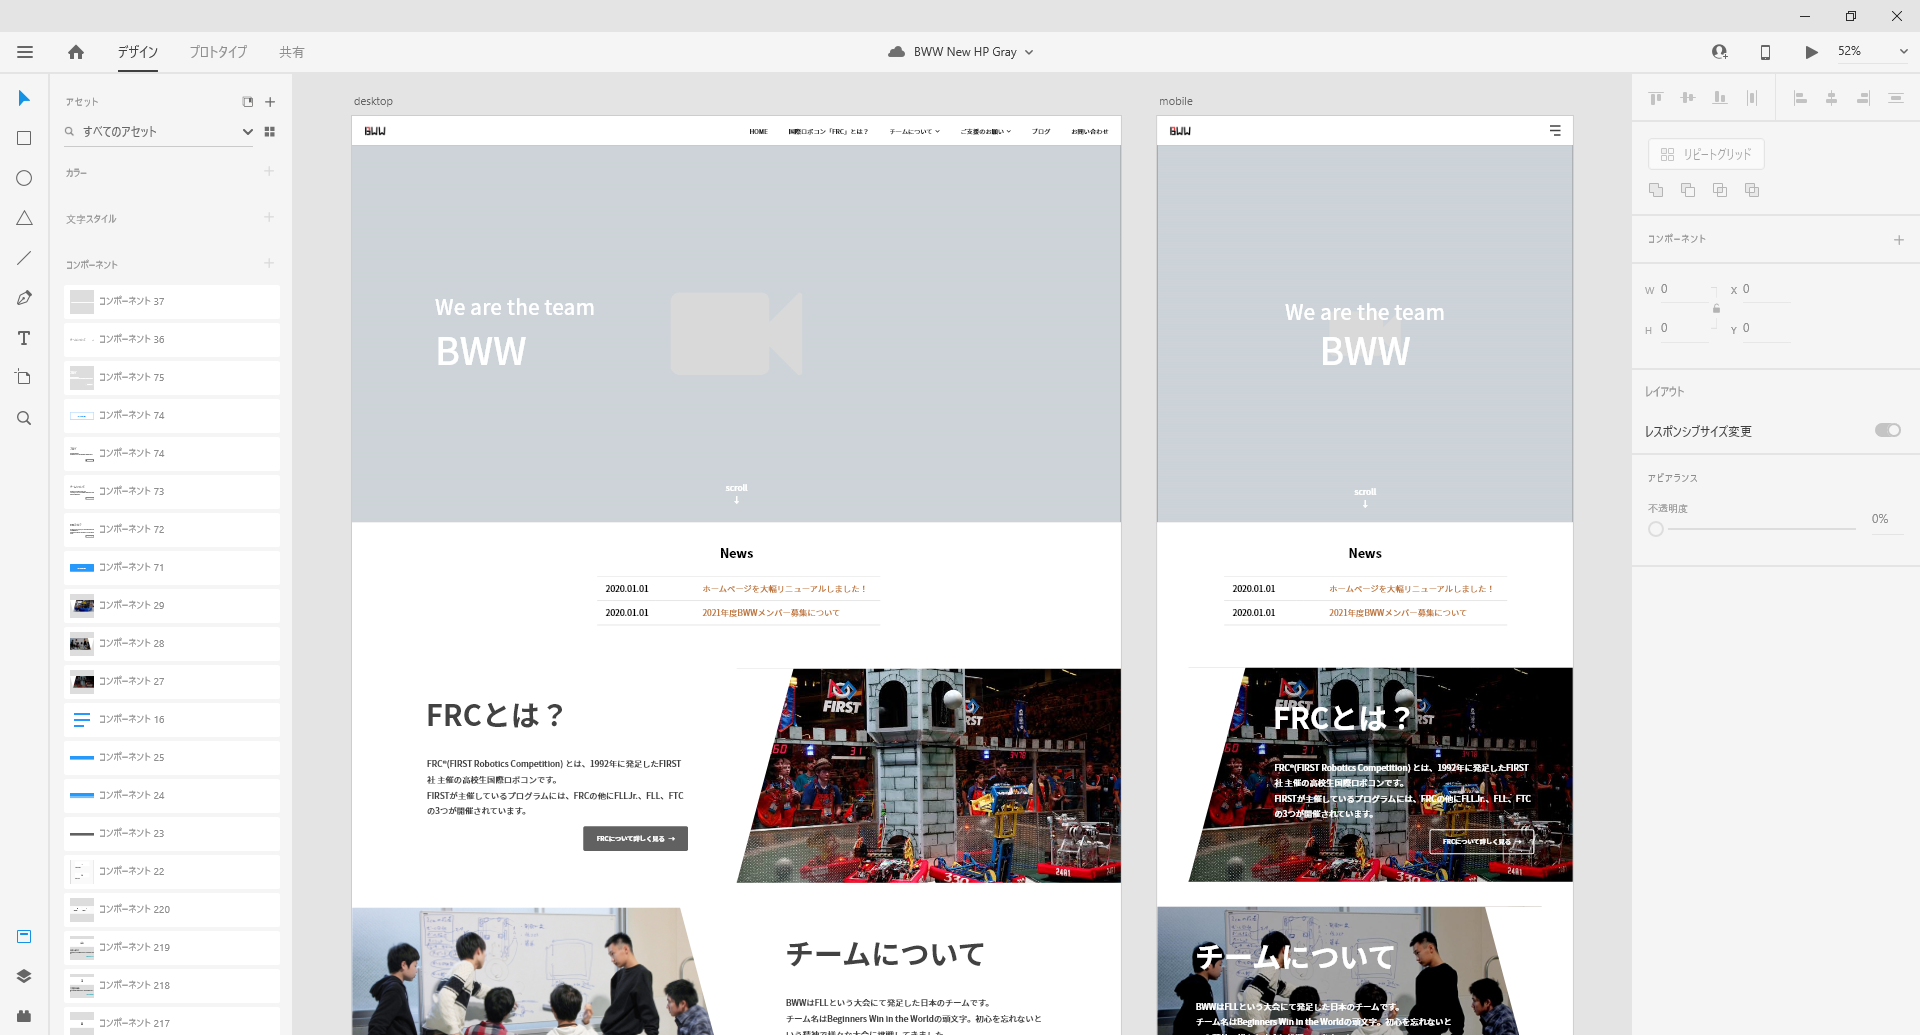 デザイン
プロトタイプ
共有
BWW New HP Gray
52%
アセット
すべてのアセット
カラー
文字スタイル
コンポーネント
コンポーネント 37
コンポーネント 36
コンポーネント 75
コンポーネント 74
コンポーネント 74
コンポーネント 73
コンポーネント 72
コンポーネント 71
コンポーネント 29
コンポーネント 28
コンポーネント 27
コンポーネント 16
コンポーネント 25
コンポーネント 24
コンポーネント 23
コンポーネント 22
コンポーネント 220
コンポーネント 219
コンポーネント 218
コンポーネント 217
desktop
BWW
HOME
国際ロボコン「FRC」とは？
チームについて
ご支援のお願い
ブログ
お問い合わせ
We are the team
BWW
scroll
↓
News
2020.01.01 ホームページを大幅リニューアルしました！
2020.01.01 2021年度BWWメンバー募集について
FRCとは？
FRC®(FIRST Robotics Competition) とは、1992年に発足したFIRST
社 主催の高校生国際ロボコンです。
FIRSTが主催しているプログラムには、FRCの他にFLLJr.、FLL、FTC
の3つが開催されています。
FRCについて詳しく見る →
FIRST
RST
60
31
3476
330
2481
チームについて
BWWはFLLという大会にて発足した日本のチームです。
チーム名はBeginners Win in the Worldの頭文字。初心を忘れないと
いう精神で様々な大会に挑戦してきました。
mobile
BWW
We are the team
BWW
scroll
↓
News
2020.01.01 ホームページを大幅リニューアルしました！
2020.01.01 2021年度BWWメンバー募集について
FIRST
RST
60
31
3476
FRCとは？
FRC®(FIRST Robotics Competition) とは、1992年に発足したFIRST
社 主催の高校生国際ロボコンです。
FIRSTが主催しているプログラムには、FRCの他にFLLJr.、FLL、FTC
の3つが開催されています。
FRCについて詳しく見る →
330
2481
チームについて
BWWはFLLという大会にて発足した日本のチームです。
チーム名はBeginners Win in the Worldの頭文字。初心を忘れないと
リピートグリッド
コンポーネント
W 0
X 0
H 0
Y 0
レイアウト
レスポンシブサイズ変更
アピアランス
不透明度
0%